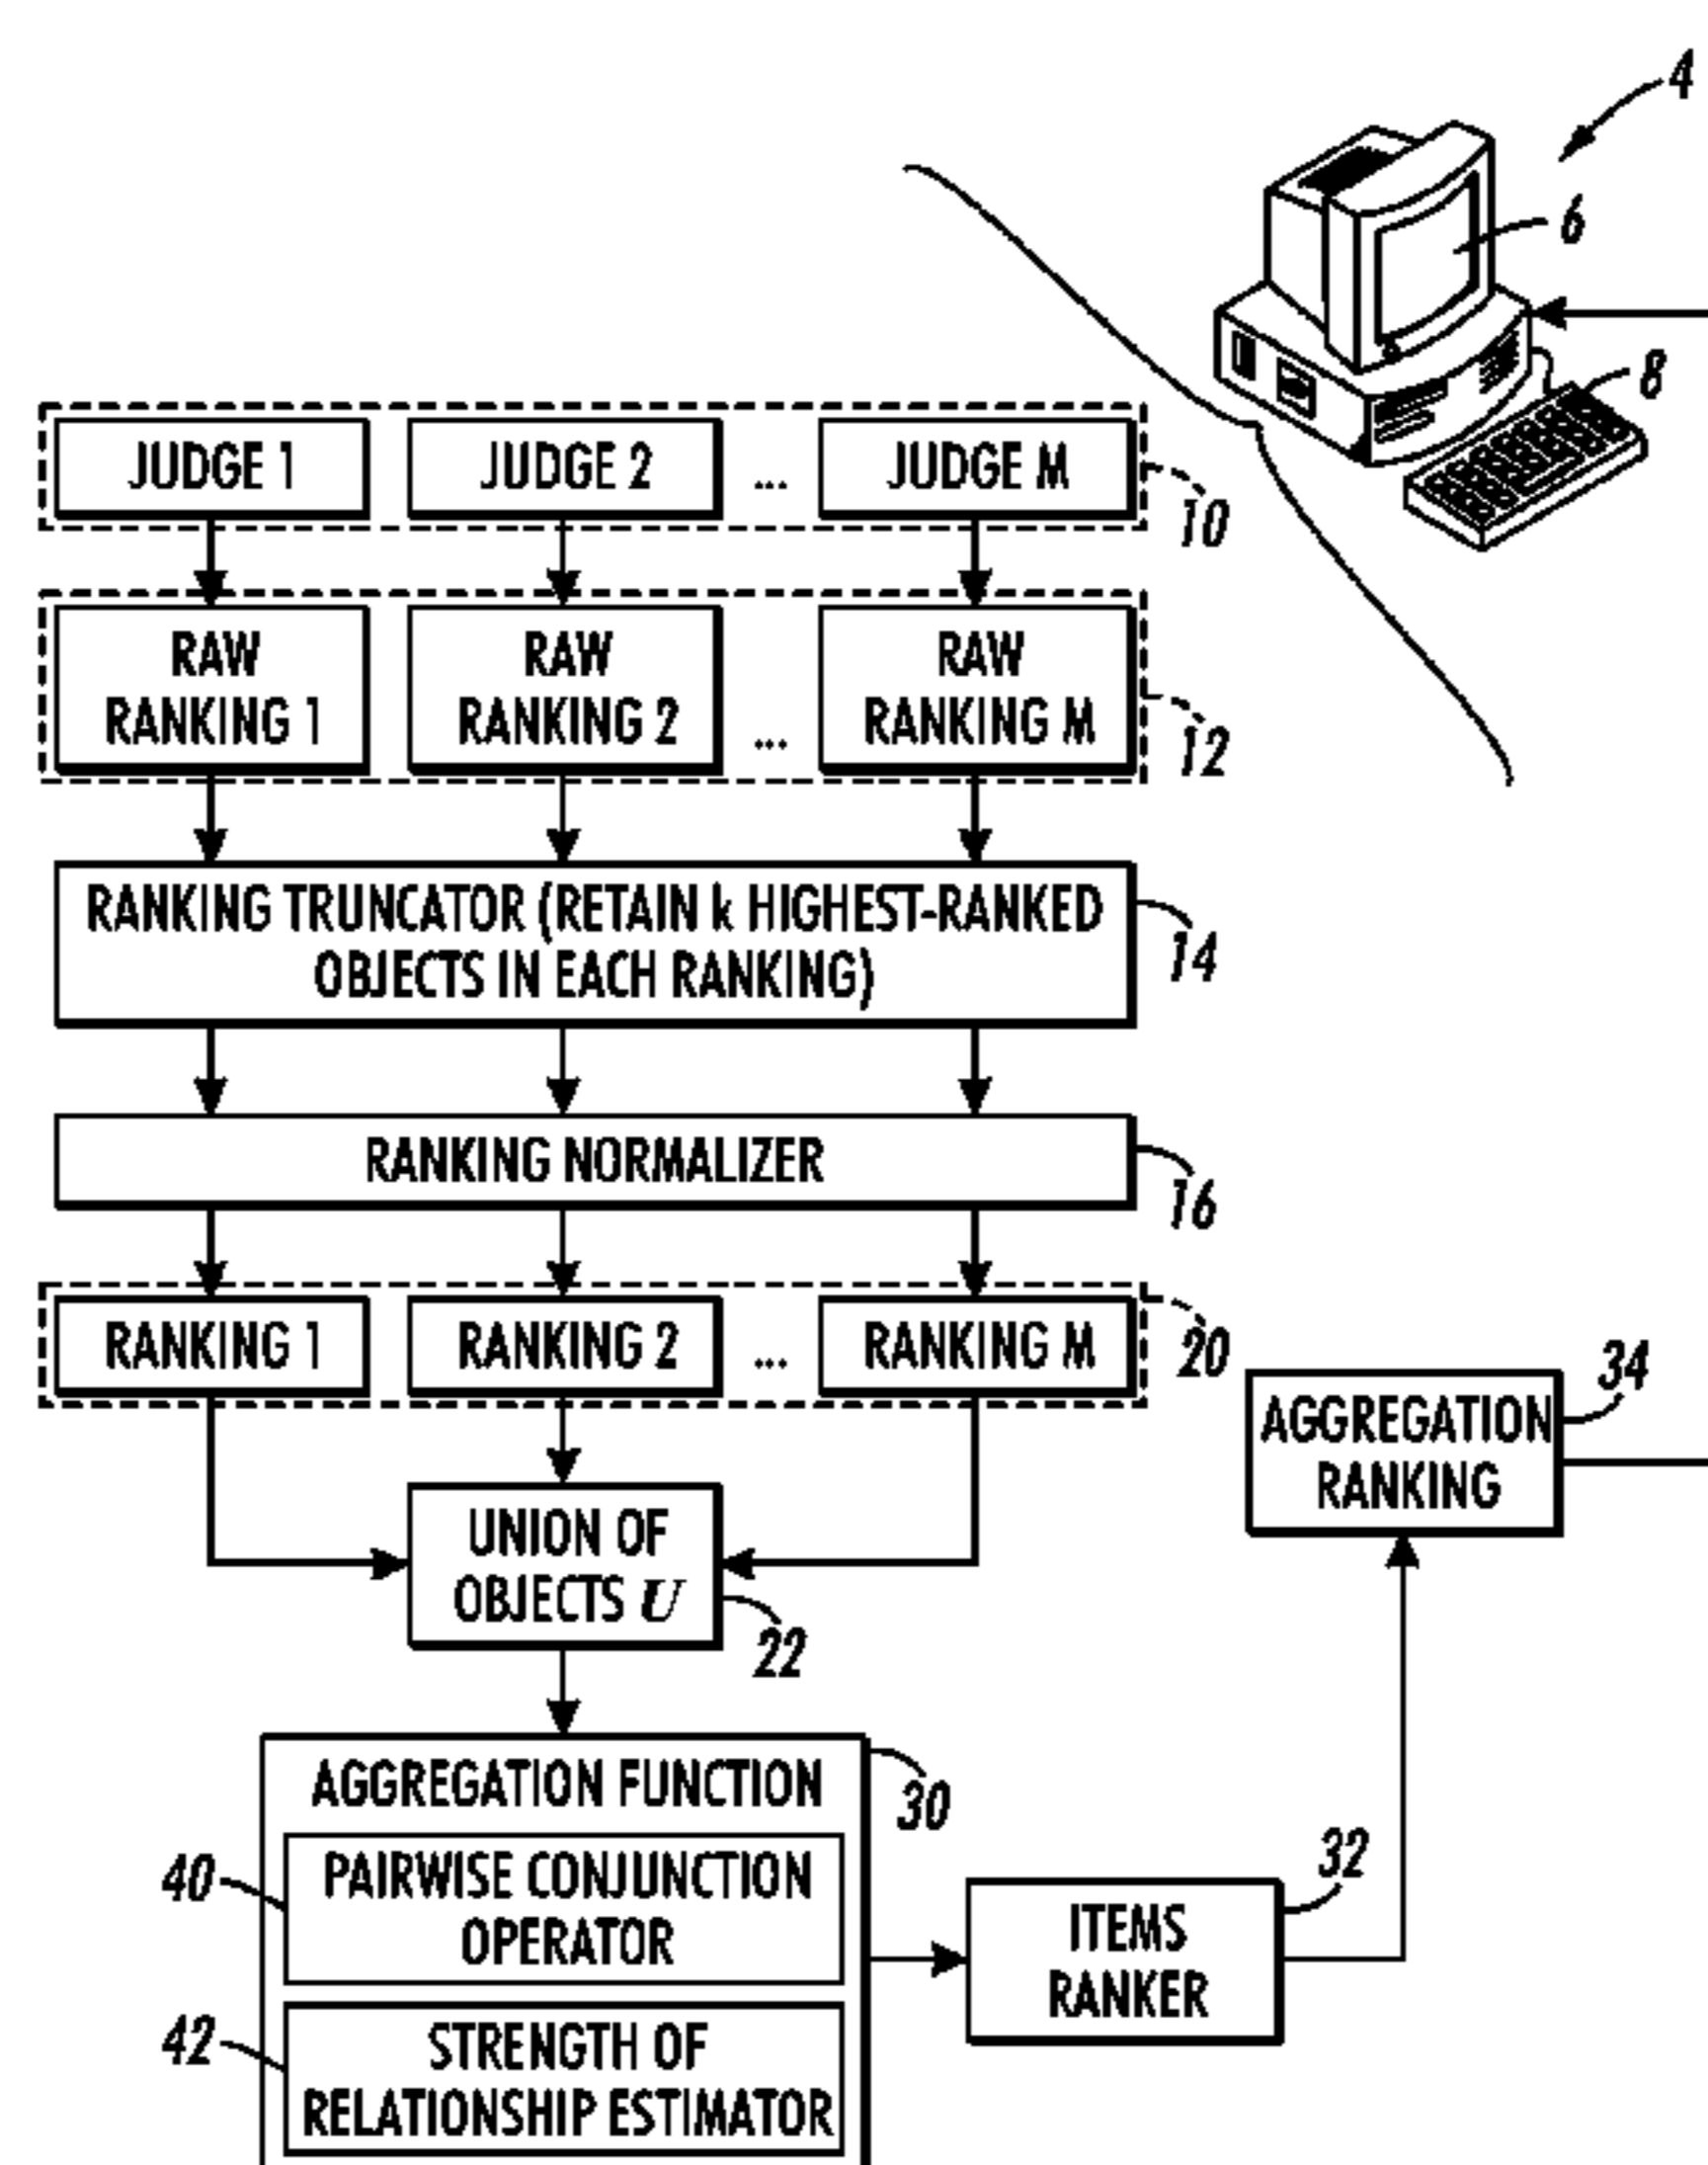 4
6
8
JUDGE 1
JUDGE 2
...
JUDGE M
10
RAW
RANKING 1
RAW
RANKING 2
...
RAW
RANKING M
12
RANKING TRUNCATOR (RETAIN k HIGHEST-RANKED
OBJECTS IN EACH RANKING)
14
RANKING NORMALIZER
16
RANKING 1
RANKING 2
...
RANKING M
20
UNION OF
OBJECTS U
22
AGGREGATION FUNCTION
30
40
PAIRWISE CONJUNCTION
OPERATOR
42
STRENGTH OF
RELATIONSHIP ESTIMATOR
ITEMS
RANKER
32
AGGREGATION
RANKING
34